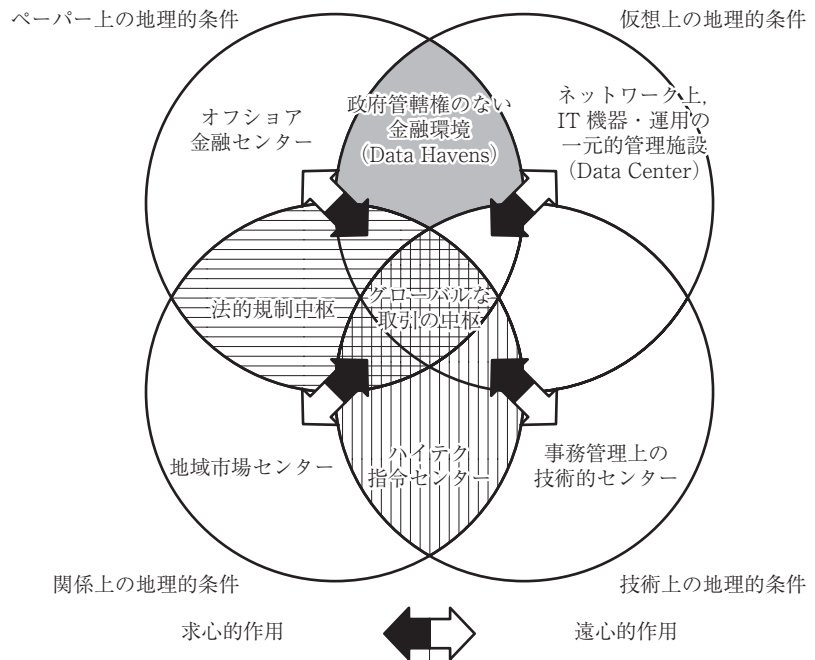 ペーパー上の地理的条件
仮想上の地理的条件
オフショア
金融センター
政府管轄権のない
金融環境
(Data Havens)
ネットワーク上,
IT 機器・運用の
一元的管理施設
(Data Center)
法的規制中枢
グローバルな
取引の中枢
地域市場センター
ハイテク
指令センター
事務管理上の
技術的センター
関係上の地理的条件
技術上の地理的条件
求心的作用
遠心的作用